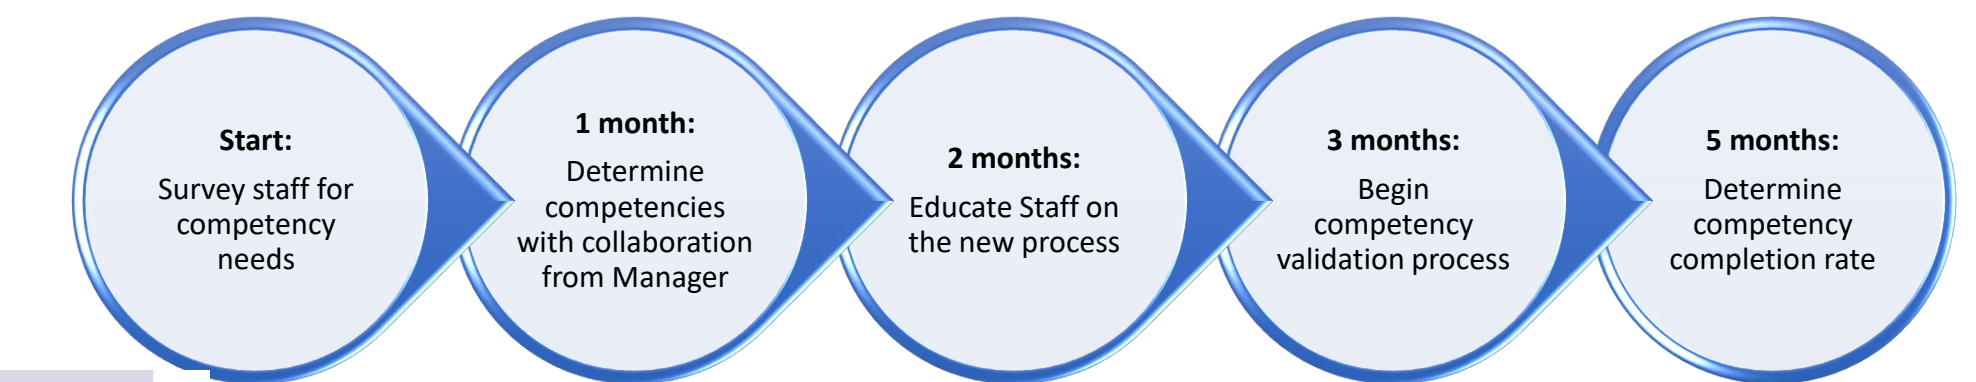 Start:
Survey staff for
competency
needs
1 month:
Determine
competencies
with collaboration
from Manager
2 months:
Educate Staff on
the new process
3 months:
Begin
competency
validation process
5 months:
Determine
competency
completion rate